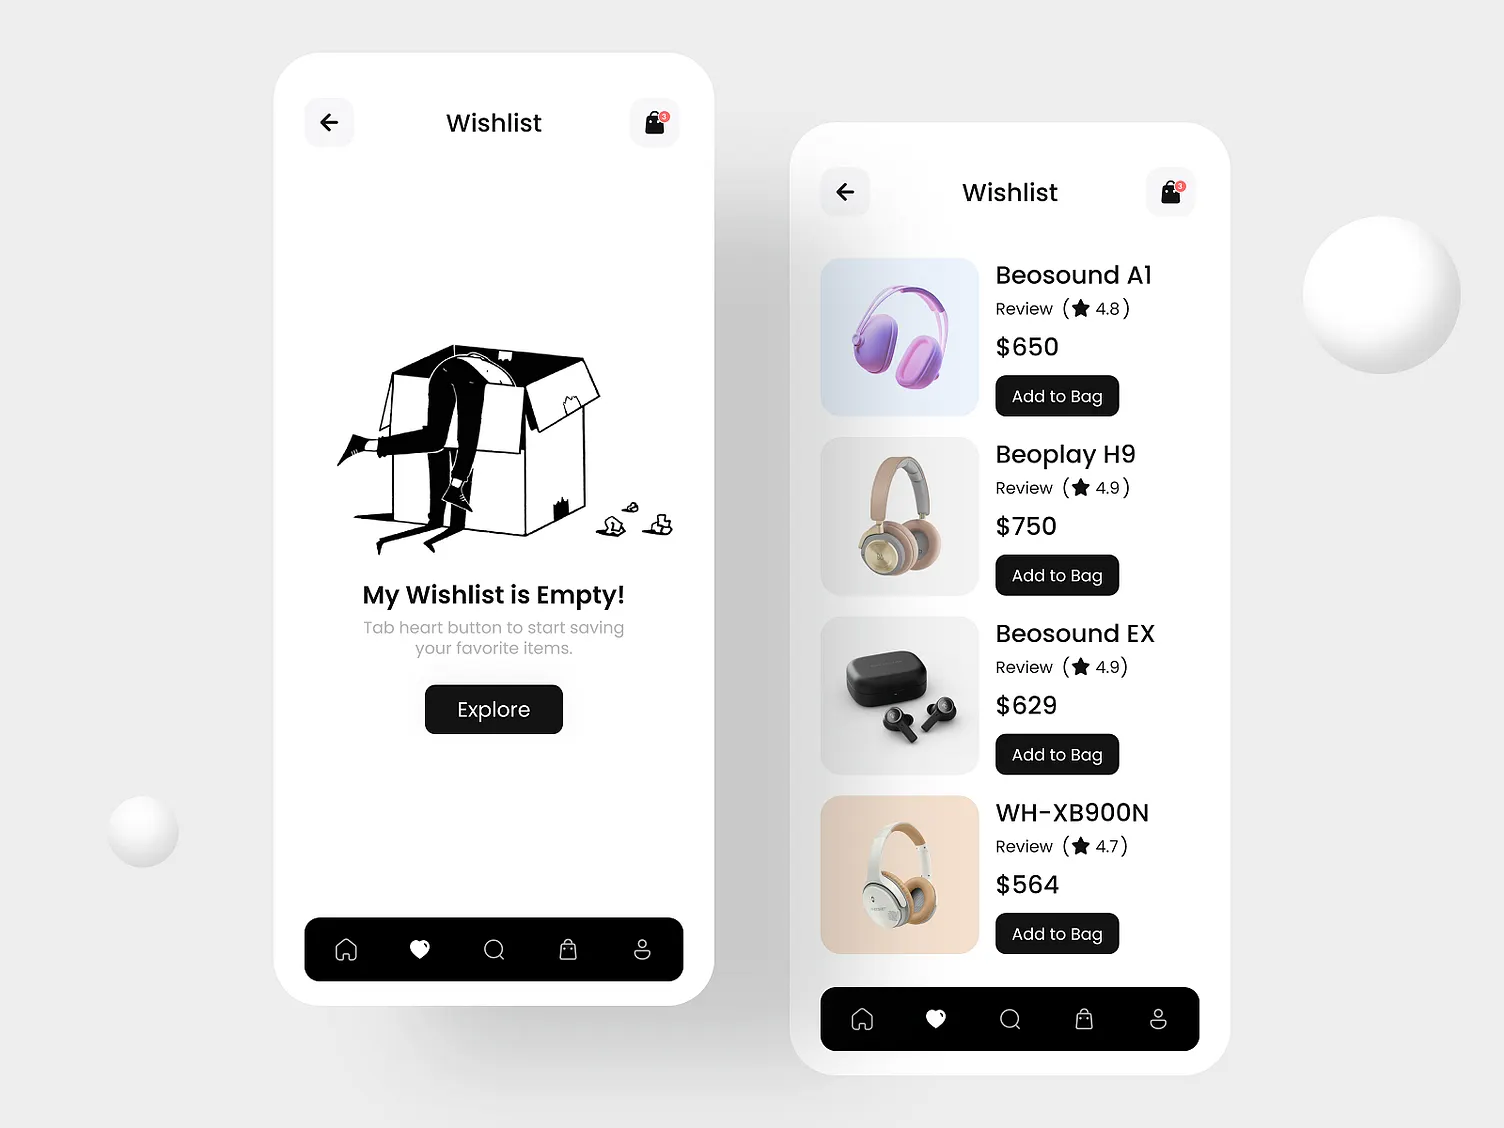 Wishlist
3
My Wishlist is Empty!
Tab heart button to start saving
your favorite items.
Explore
Wishlist
3
Beosound A1
Review (★ 4.8)
$650
Add to Bag
Beoplay H9
Review (★ 4.9)
$750
Add to Bag
Beosound EX
Review (★ 4.9)
$629
Add to Bag
WH-XB900N
Review (★ 4.7)
$564
Add to Bag